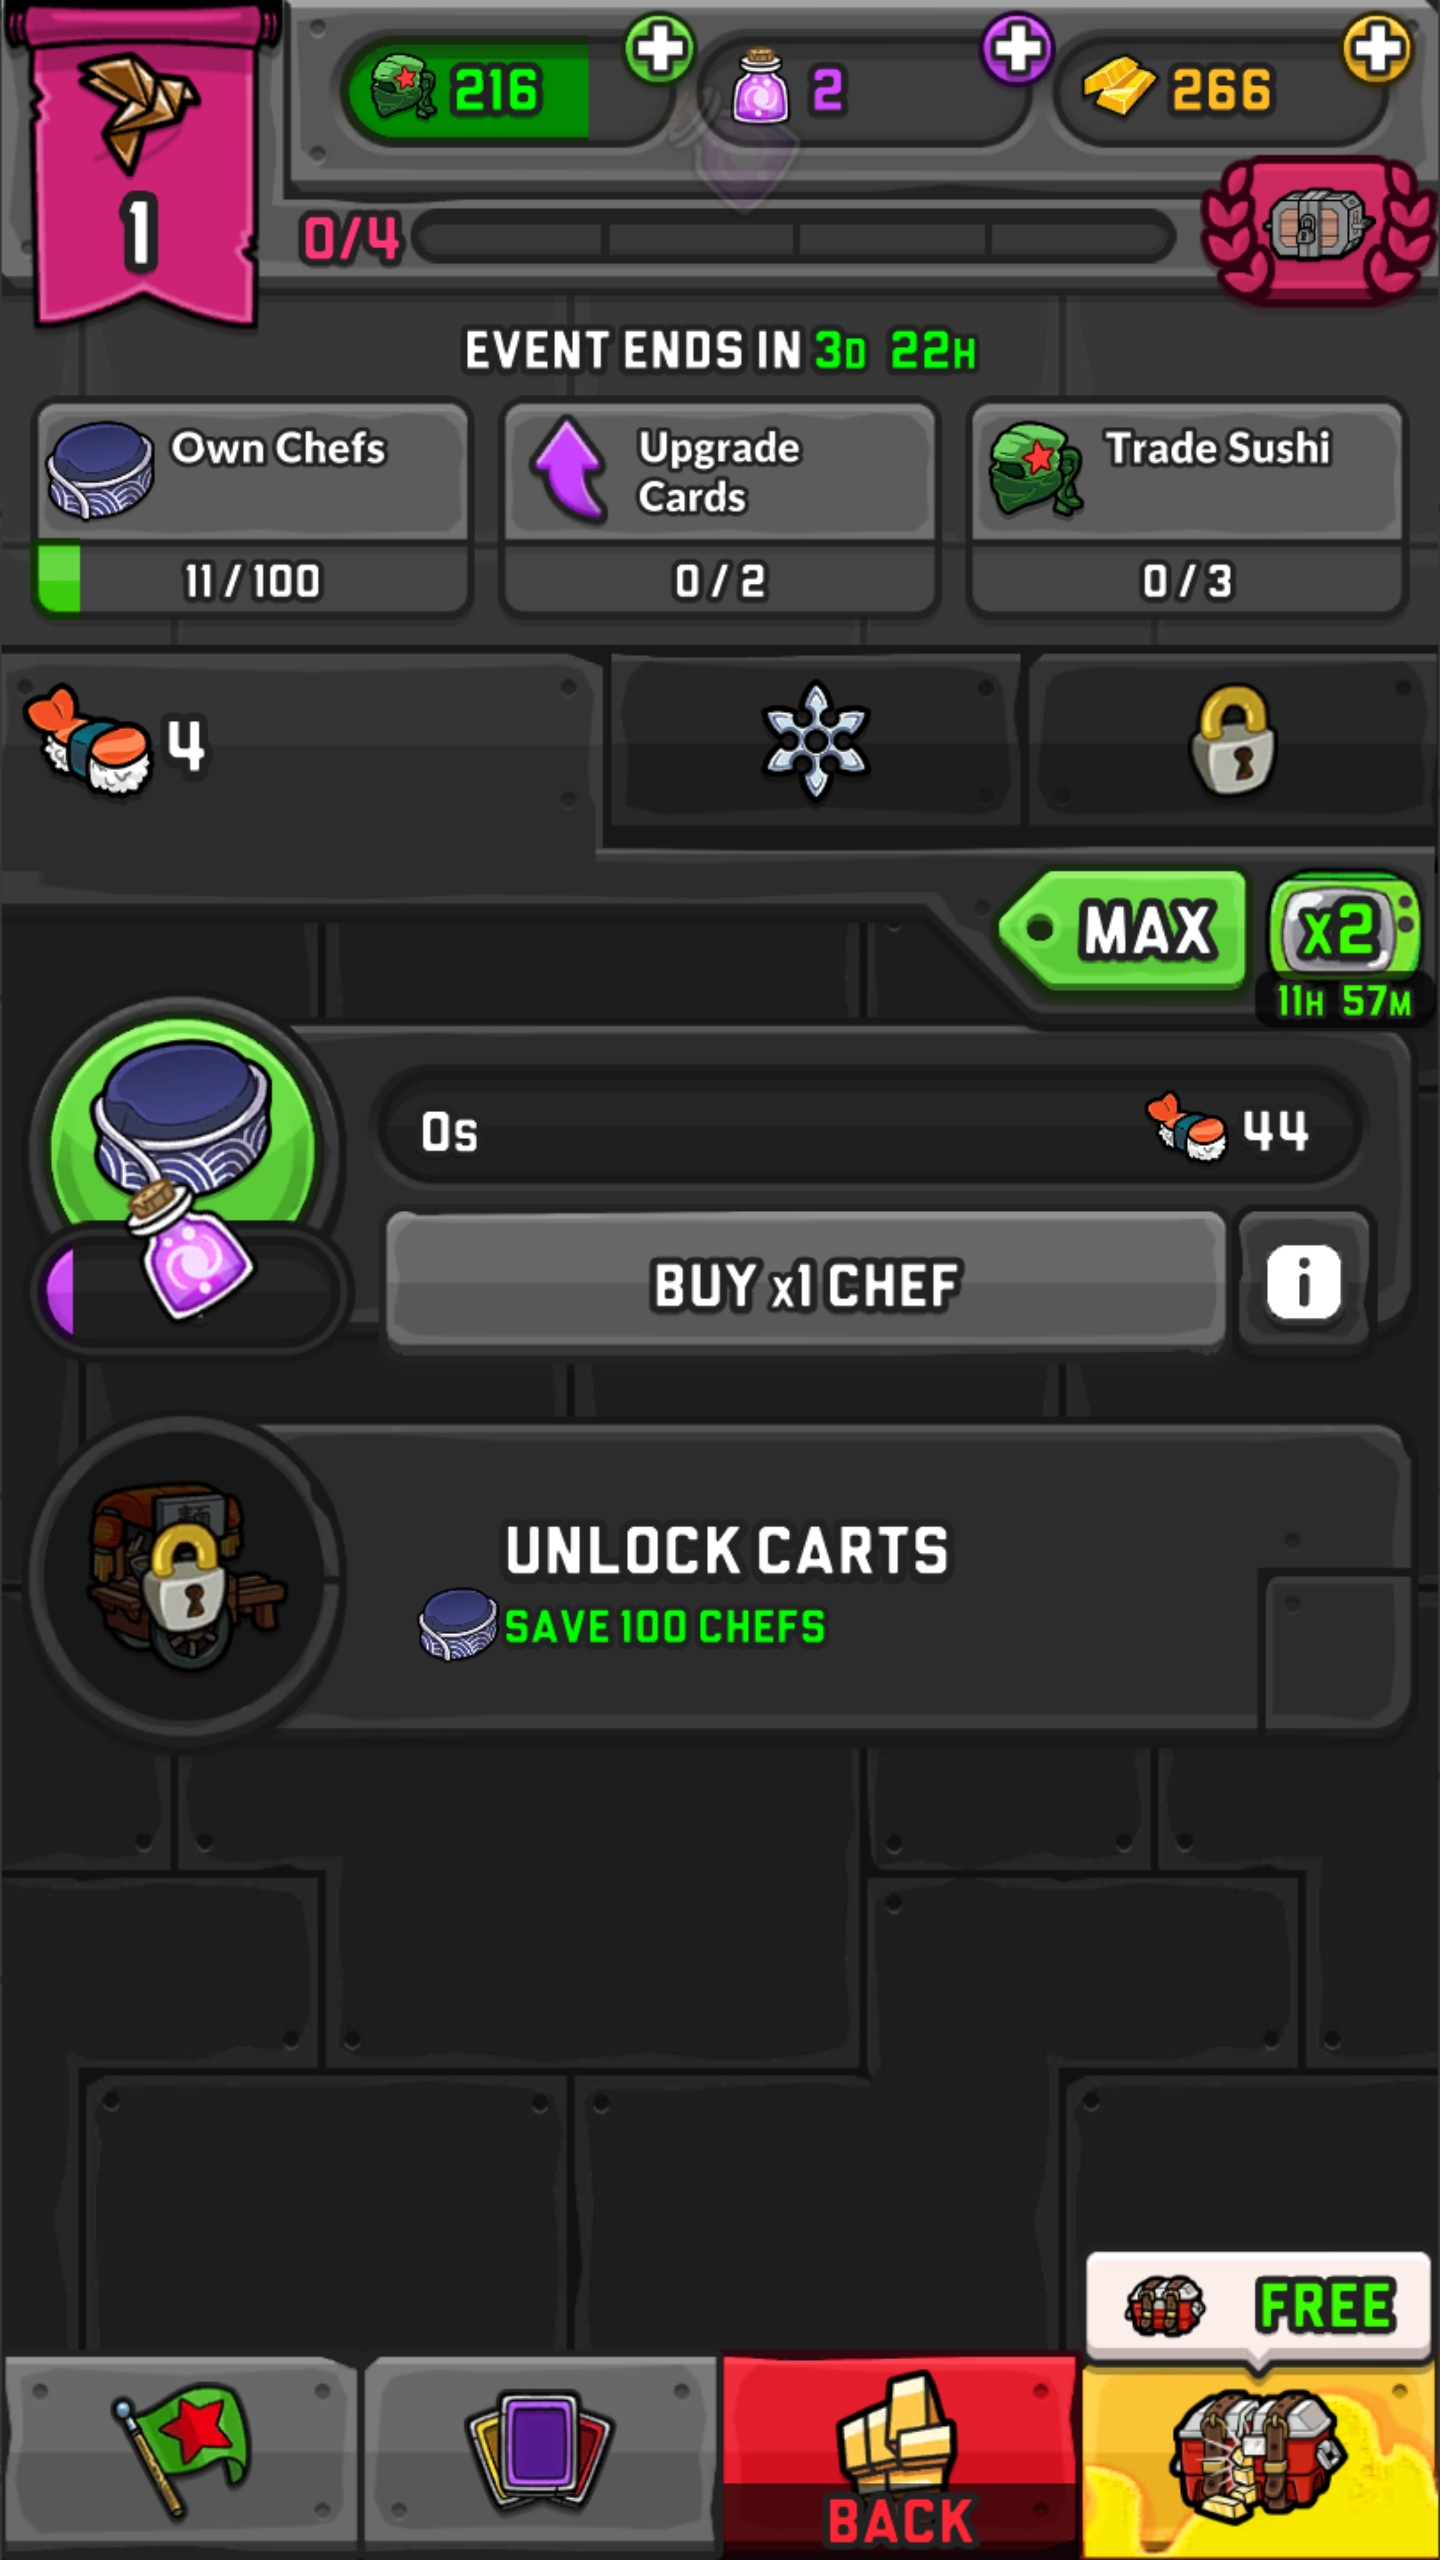 216
2
266
1
0/4
EVENT ENDS IN 3D 22H
Own Chefs
11/100
Upgrade
Cards
0/2
Trade Sushi
0/3
4
MAX
x2
11H 57M
0s
44
BUY x1 CHEF
i
UNLOCK CARTS
SAVE 100 CHEFS
FREE
BACK